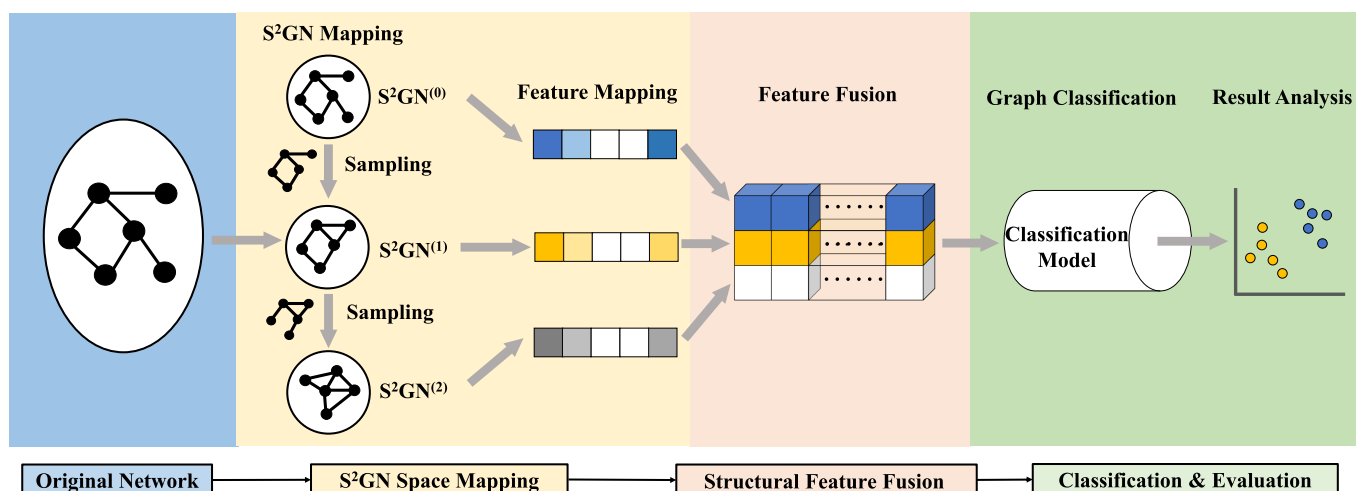 S²GN Mapping
S²GN⁽⁰⁾
Sampling
S²GN⁽¹⁾
Sampling
S²GN⁽²⁾
Feature Mapping
Feature Fusion
......
......
......
Graph Classification
Classification
Model
Result Analysis
Original Network
S²GN Space Mapping
Structural Feature Fusion
Classification & Evaluation